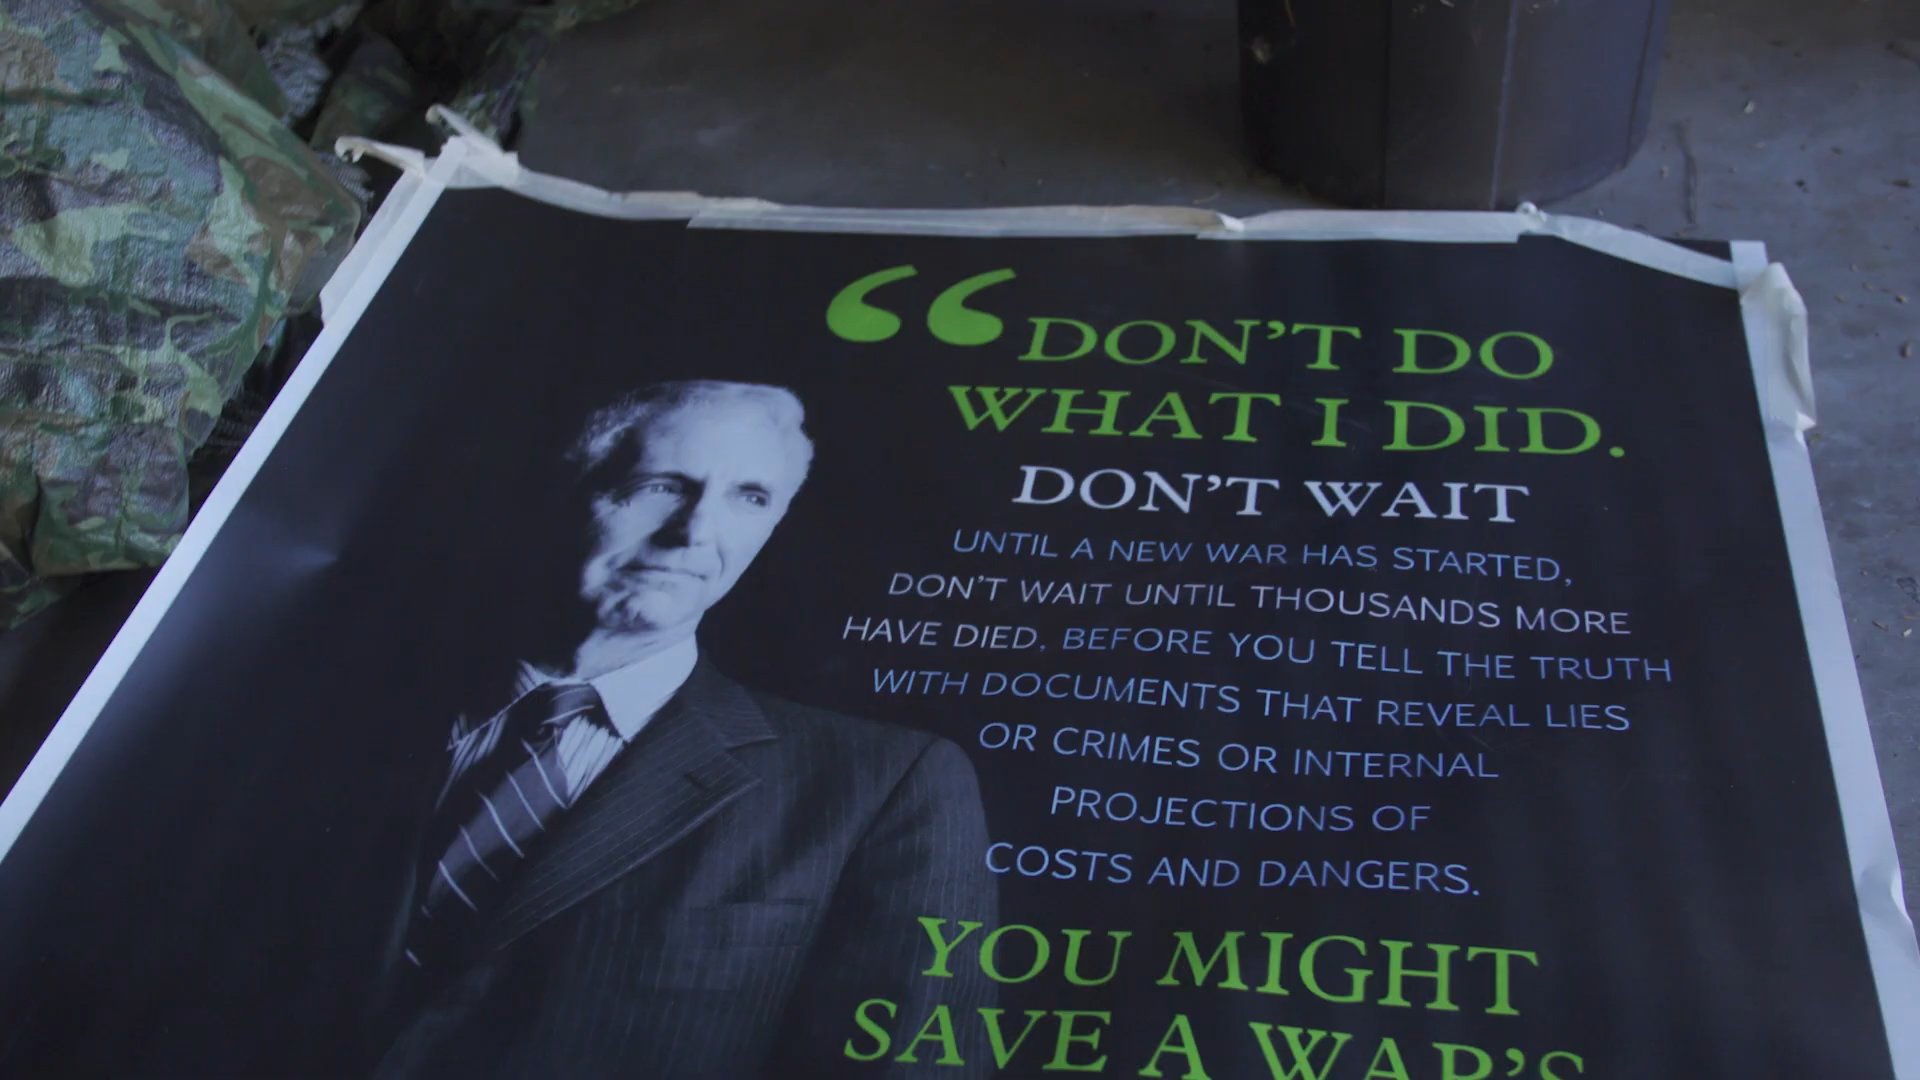 “DON'T DO
WHAT I DID.
DON'T WAIT
UNTIL A NEW WAR HAS STARTED,
DON'T WAIT UNTIL THOUSANDS MORE
HAVE DIED, BEFORE YOU TELL THE TRUTH
WITH DOCUMENTS THAT REVEAL LIES
OR CRIMES OR INTERNAL
PROJECTIONS OF
COSTS AND DANGERS.
YOU MIGHT
SAVE A WAR'S